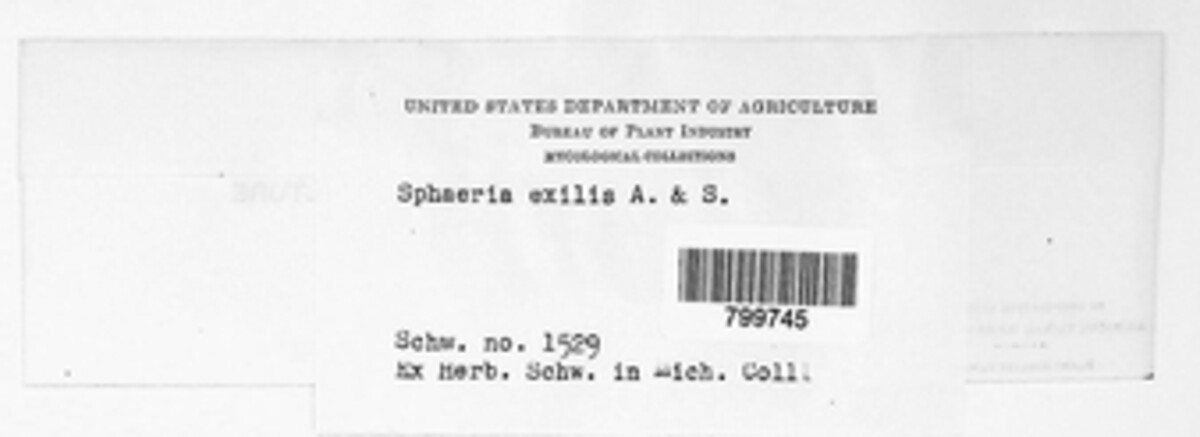 UNITED STATES DEPARTMENT OF AGRICULTURE
BUREAU OF PLANT INDUSTRY
MYCOLOGICAL COLLECTIONS
Sphaeria exilis A. & S.
799745
Schw. no. 1529
Ex Herb. Schw. in Mich. Coll.